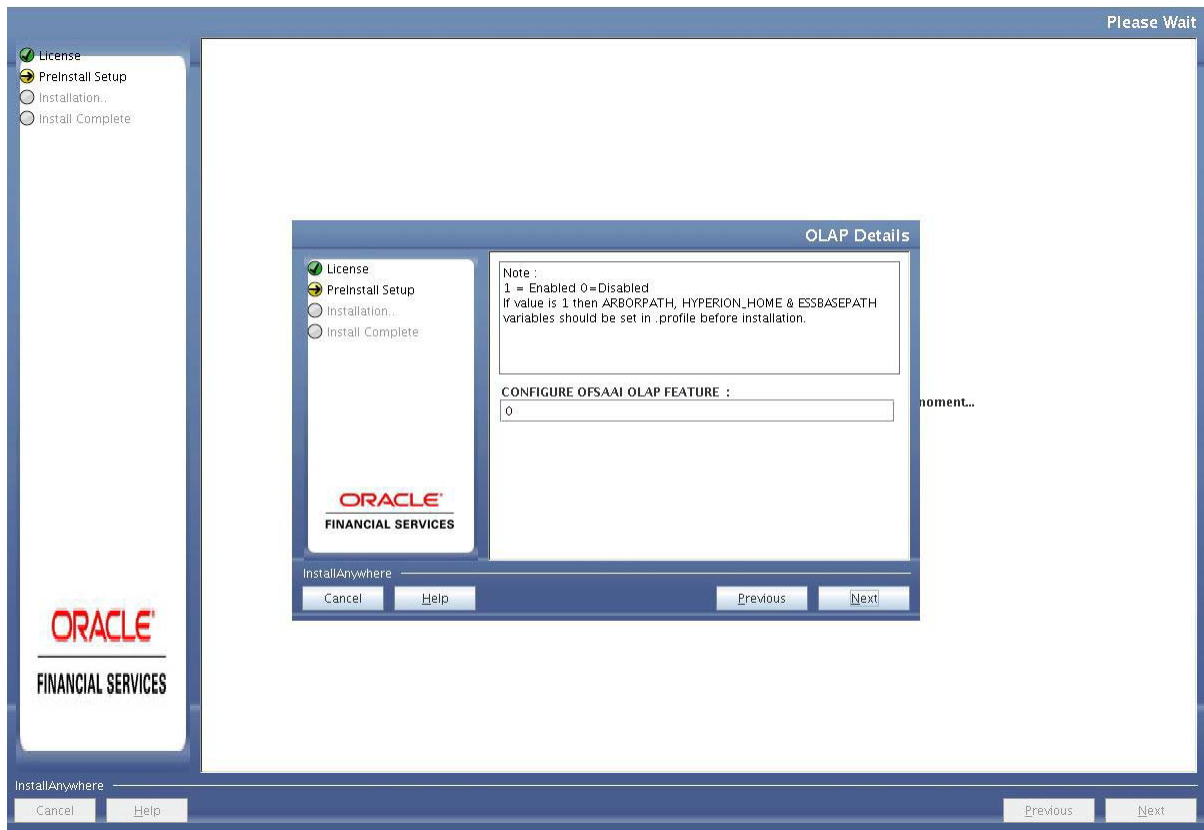 Please Wait
License
PreInstall Setup
Installation..
Install Complete
OLAP Details
License
PreInstall Setup
Installation..
Install Complete
Note :
1 = Enabled 0=Disabled
If value is 1 then ARBORPATH, HYPERION_HOME & ESSBASEPATH
variables should be set in .profile before installation.
CONFIGURE OFSAAI OLAP FEATURE :
0
moment...
ORACLE
FINANCIAL SERVICES
InstallAnywhere
Cancel
Help
Previous
Next
ORACLE
FINANCIAL SERVICES
InstallAnywhere
Cancel
Help
Previous
Next